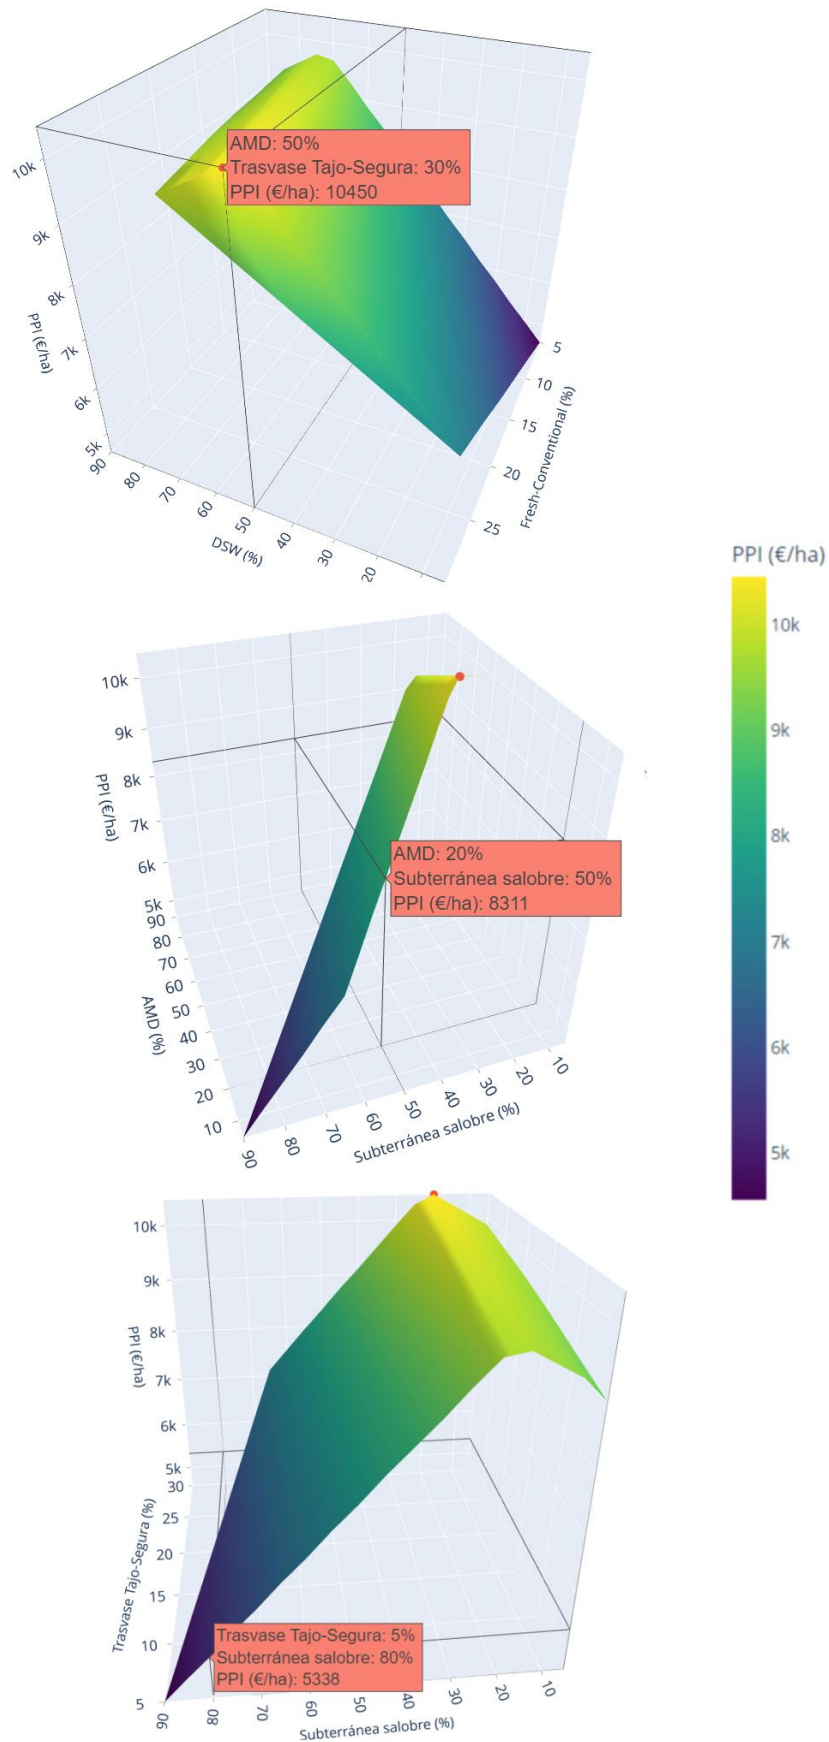 10k
9k
8k
7k
6k
5k
PPI (€/ha)
AMD: 50%
Trasvase Tajo-Segura: 30%
PPI (€/ha): 10450
90
80
70
60
50
40
30
20
DSW (%)
5
10
15
20
25
Fresh-Conventional (%)
PPI (€/ha)
10k
9k
8k
7k
6k
5k
10k
9k
8k
7k
6k
5k
PPI (€/ha)
90
80
70
60
50
40
30
20
10
AMD (%)
AMD: 20%
Subterránea salobre: 50%
PPI (€/ha): 8311
90
80
70
60
50
40
30
20
10
Subterránea salobre (%)
10k
9k
8k
7k
6k
5k
PPI (€/ha)
30
25
20
15
10
5
Trasvase Tajo-Segura (%)
Trasvase Tajo-Segura: 5%
Subterránea salobre: 80%
PPI (€/ha): 5338
90
80
70
60
50
40
30
20
10
Subterránea salobre (%)